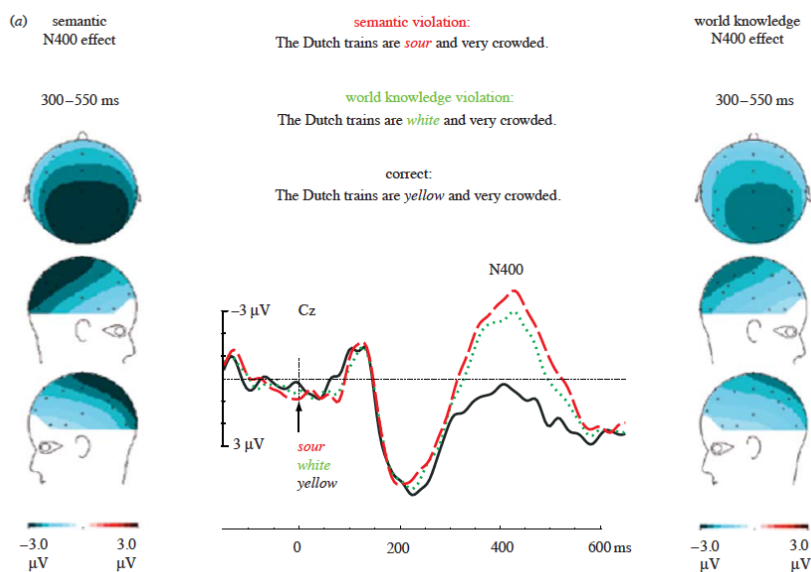 (a) semantic
N400 effect
300–550 ms
–3.0 3.0
µV µV
semantic violation:
The Dutch trains are sour and very crowded.
world knowledge violation:
The Dutch trains are white and very crowded.
correct:
The Dutch trains are yellow and very crowded.
N400
–3 µV Cz
3 µV
sour
white
yellow
0 200 400 600 ms
world knowledge
N400 effect
300–550 ms
–3.0 3.0
µV µV